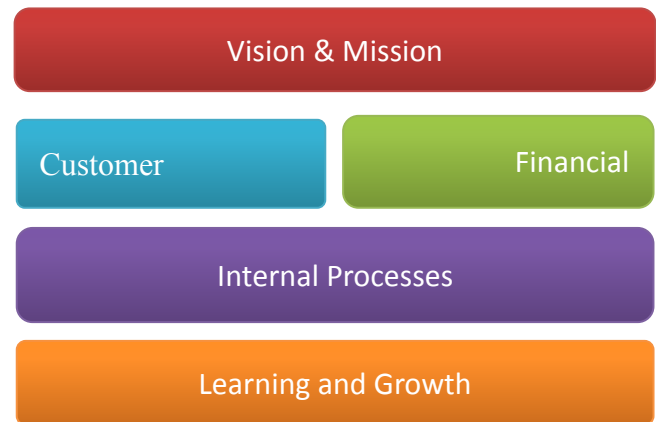 Vision & Mission
Customer
Financial
Internal Processes
Learning and Growth